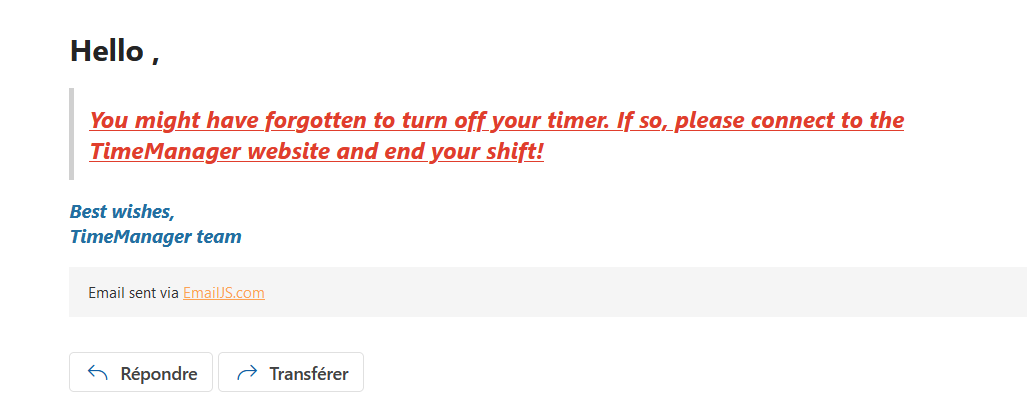 Hello ,
You might have forgotten to turn off your timer. If so, please connect to the
TimeManager website and end your shift!
Best wishes,
TimeManager team
Email sent via EmailJS.com
Répondre Transférer